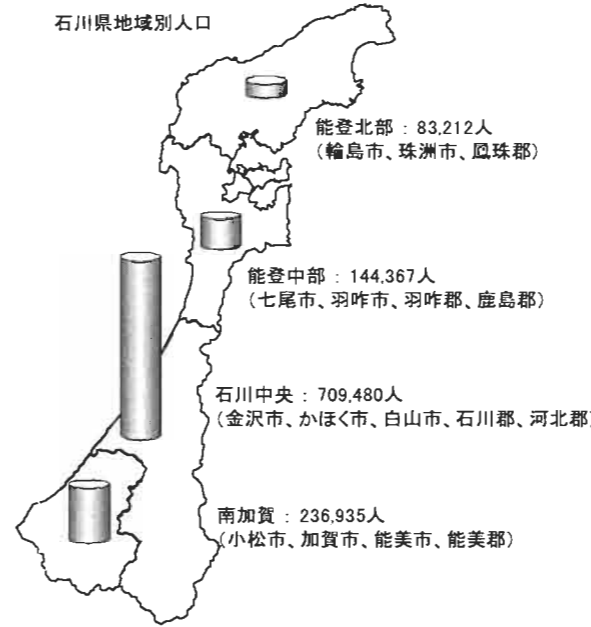 石川県地域別人口
能登北部 : 83,212人
(輪島市、珠洲市、鳳珠郡)
能登中部 : 144,367人
(七尾市、羽咋市、羽咋郡、鹿島郡)
石川中央 : 709,480人
(金沢市、かほく市、白山市、石川郡、河北郡)
南加賀 : 236,935人
(小松市、加賀市、能美市、能美郡)